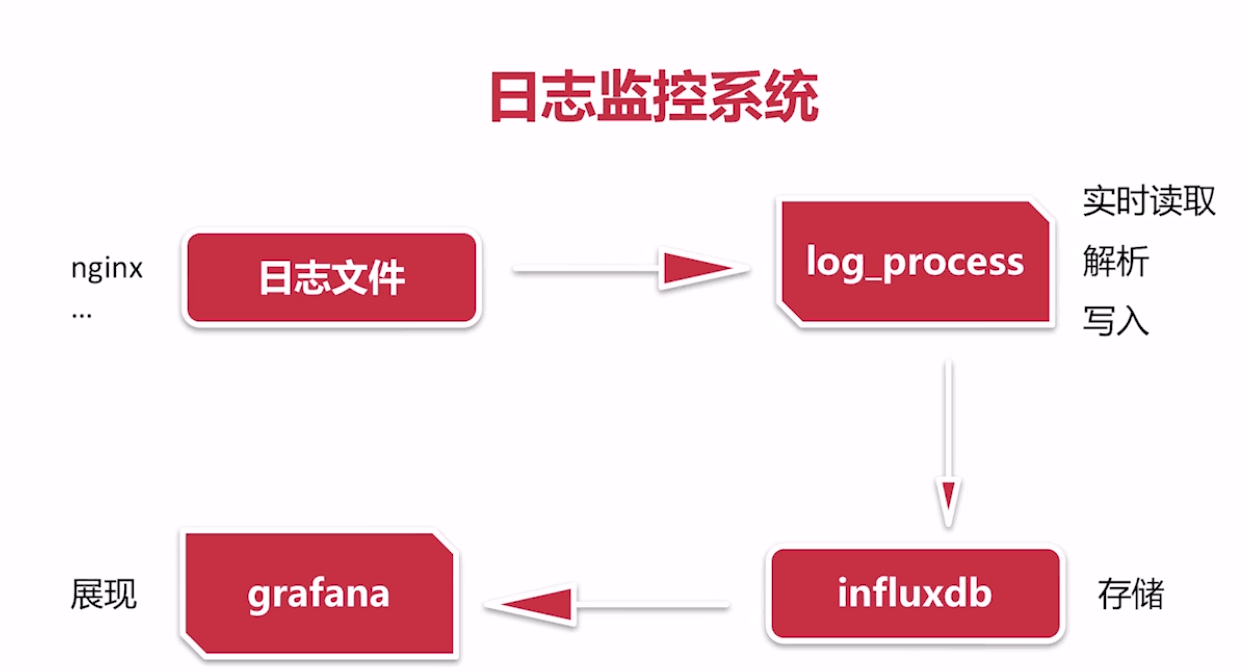 日志监控系统
nginx
...
日志文件
log_process
实时读取
解析
写入
展现
grafana
influxdb
存储